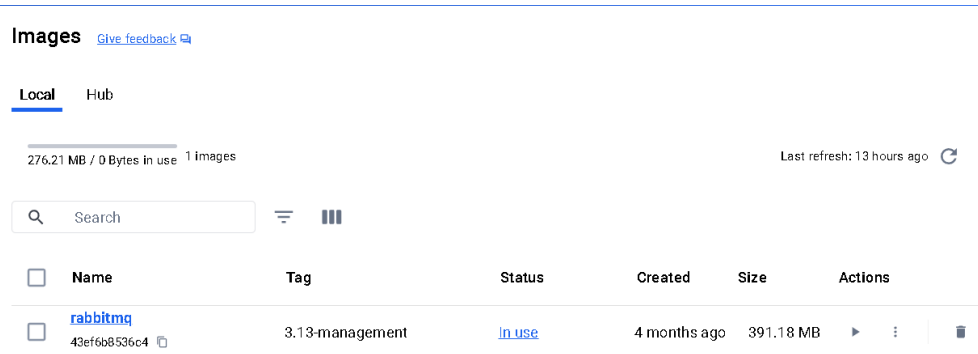 Images Give feedback
Local Hub
276.21 MB / 0 Bytes in use 1 images Last refresh: 13 hours ago
Search
Name Tag Status Created Size Actions
rabbitmq
3.13-management In use 4 months ago 391.18 MB
43ef6b8536c4